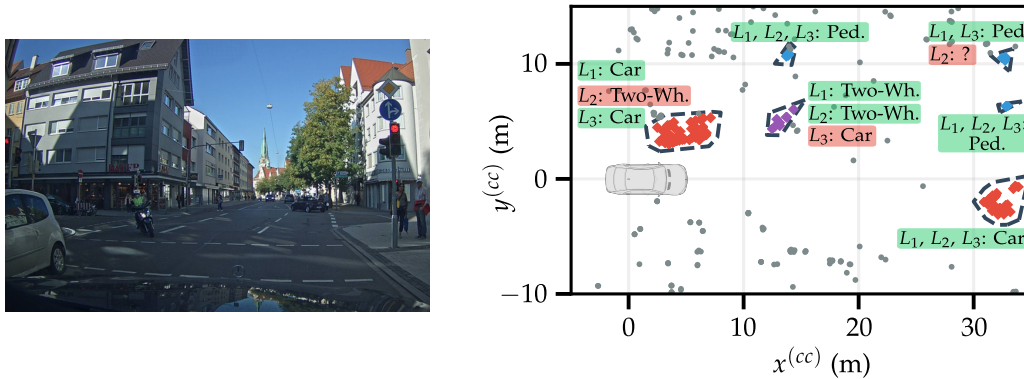 L₁, L₂, L₃: Ped.
L₁, L₃: Ped
L₂: ?
L₁: Car
L₂: Two-Wh.
L₃: Car
L₁: Two-Wh.
L₂: Two-Wh.
L₃: Car
L₁, L₂, L₃:
Ped.
L₁, L₂, L₃: Car
10
0
−10
y⁽ᶜᶜ⁾ (m)
0 10 20 30
x⁽ᶜᶜ⁾ (m)